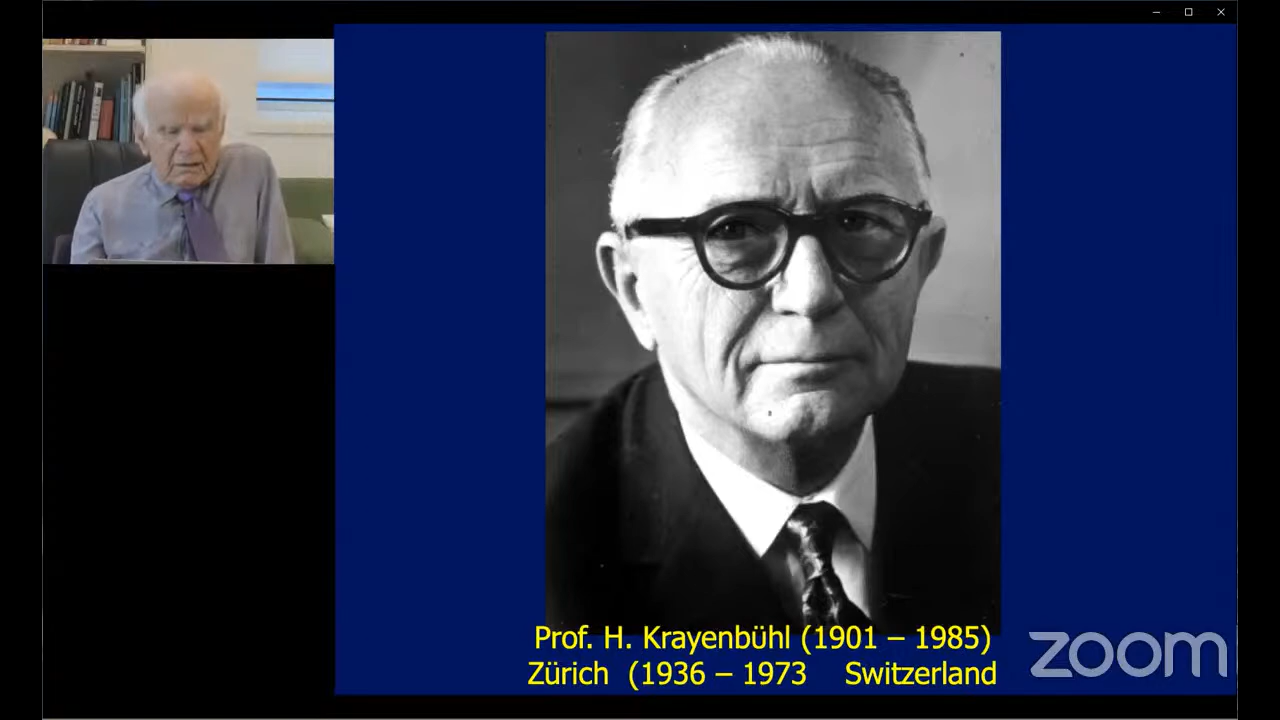 Prof. H. Krayenbühl (1901 – 1985)
Zürich (1936 – 1973 Switzerland
zoom